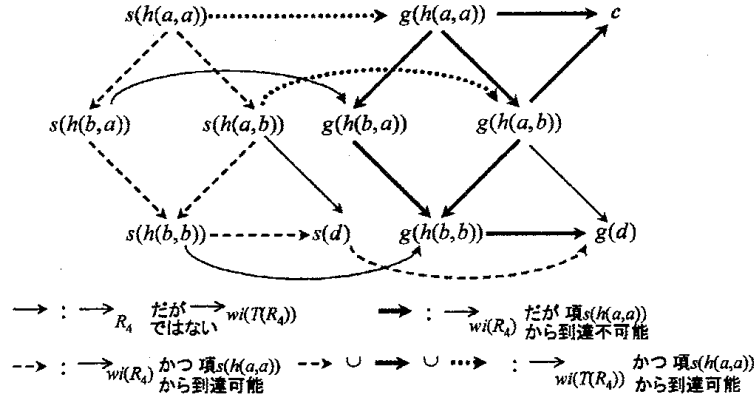 s(h(a,a)) g(h(a,a)) c
s(h(b,a)) s(h(a,b)) g(h(b,a)) g(h(a,b))
s(h(b,b)) s(d) g(h(b,b)) g(d)
: →R4 だが →wi(T(R4))
ではない
: →wi(R4) だが 項s(h(a,a))
から到達不可能
: →wi(R4) かつ 項s(h(a,a))
から到達可能
∪ ∪ : →wi(T(R4)) かつ 項s(h(a,a))
から到達可能